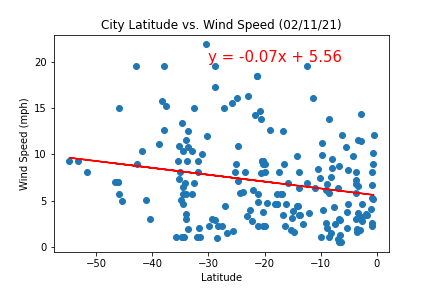 City Latitude vs. Wind Speed (02/11/21)
y = -0.07x + 5.56
Wind Speed (mph)
20
15
10
5
0
−50 −40 −30 −20 −10 0
Latitude